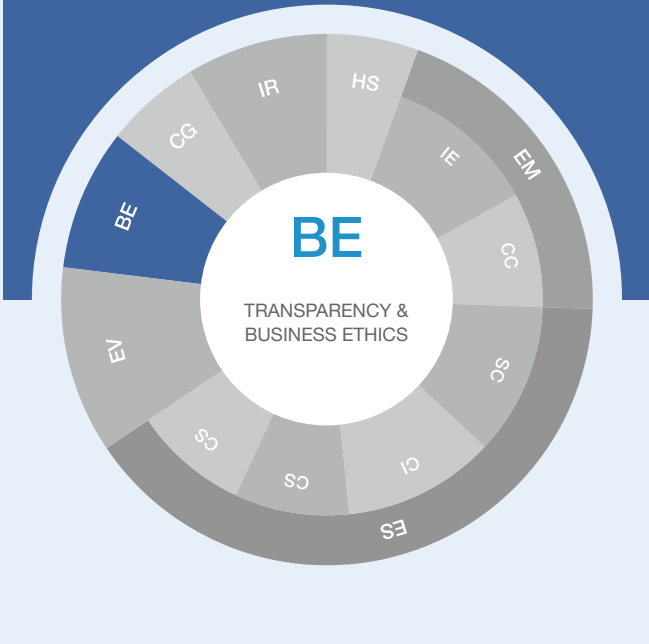 HS
EM
IE
CC
SC
CI
ES
CS
CS
EV
BE
CG
IR
BE
TRANSPARENCY &
BUSINESS ETHICS